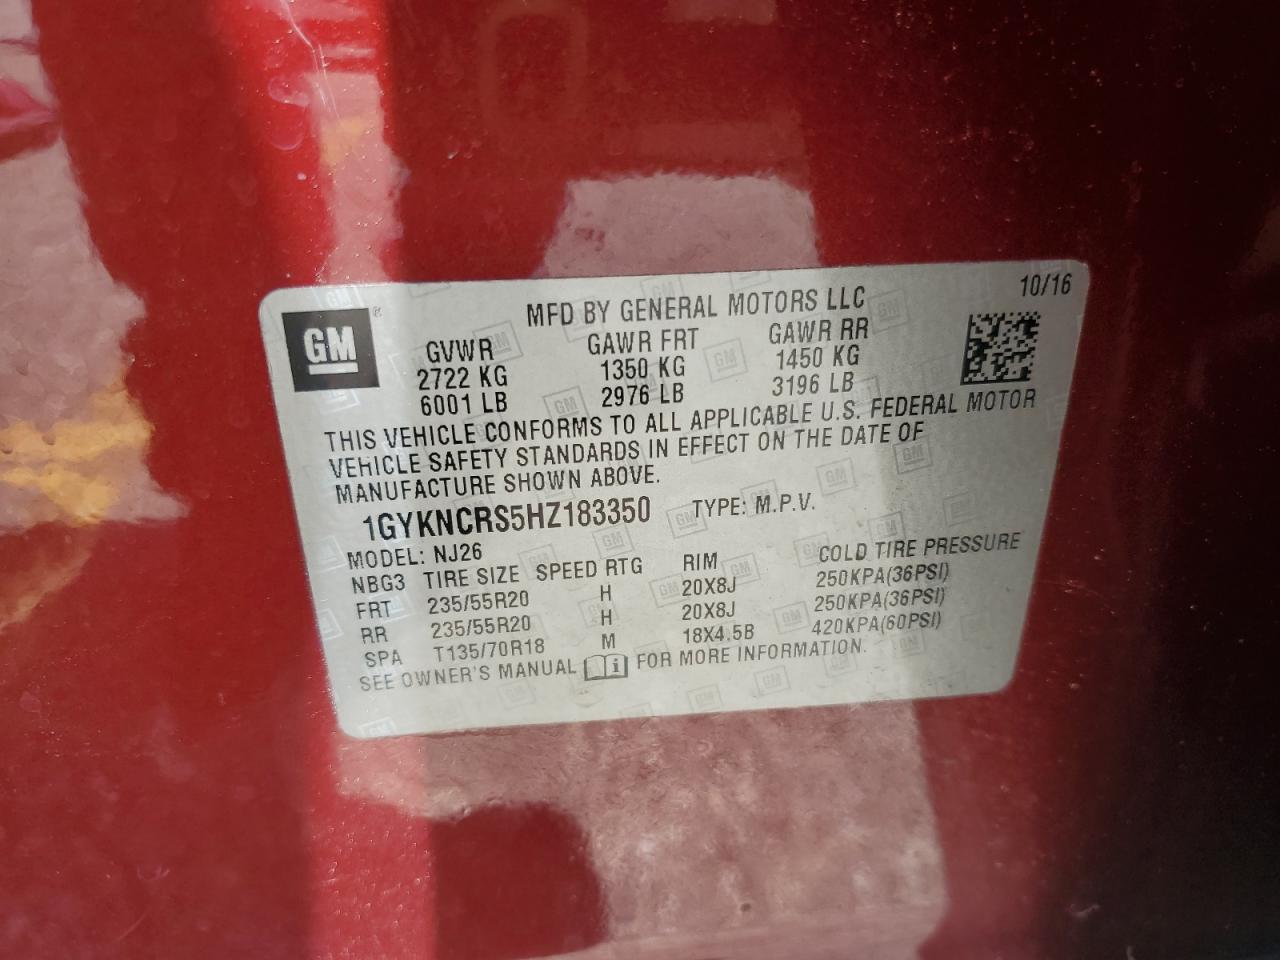 10/16
MFD BY GENERAL MOTORS LLC
GM ®
GVWR GAWR FRT GAWR RR
2722 KG 1350 KG 1450 KG
6001 LB 2976 LB 3196 LB
THIS VEHICLE CONFORMS TO ALL APPLICABLE U.S. FEDERAL MOTOR
VEHICLE SAFETY STANDARDS IN EFFECT ON THE DATE OF
MANUFACTURE SHOWN ABOVE.
1GYKNCRS5HZ183350 TYPE: M.P.V.
MODEL: NJ26
NBG3 TIRE SIZE SPEED RTG RIM COLD TIRE PRESSURE
FRT 235/55R20 H 20X8J 250KPA(36PSI)
RR 235/55R20 H 20X8J 250KPA(36PSI)
SPA T135/70R18 M 18X4.5B 420KPA(60PSI)
SEE OWNER'S MANUAL FOR MORE INFORMATION.